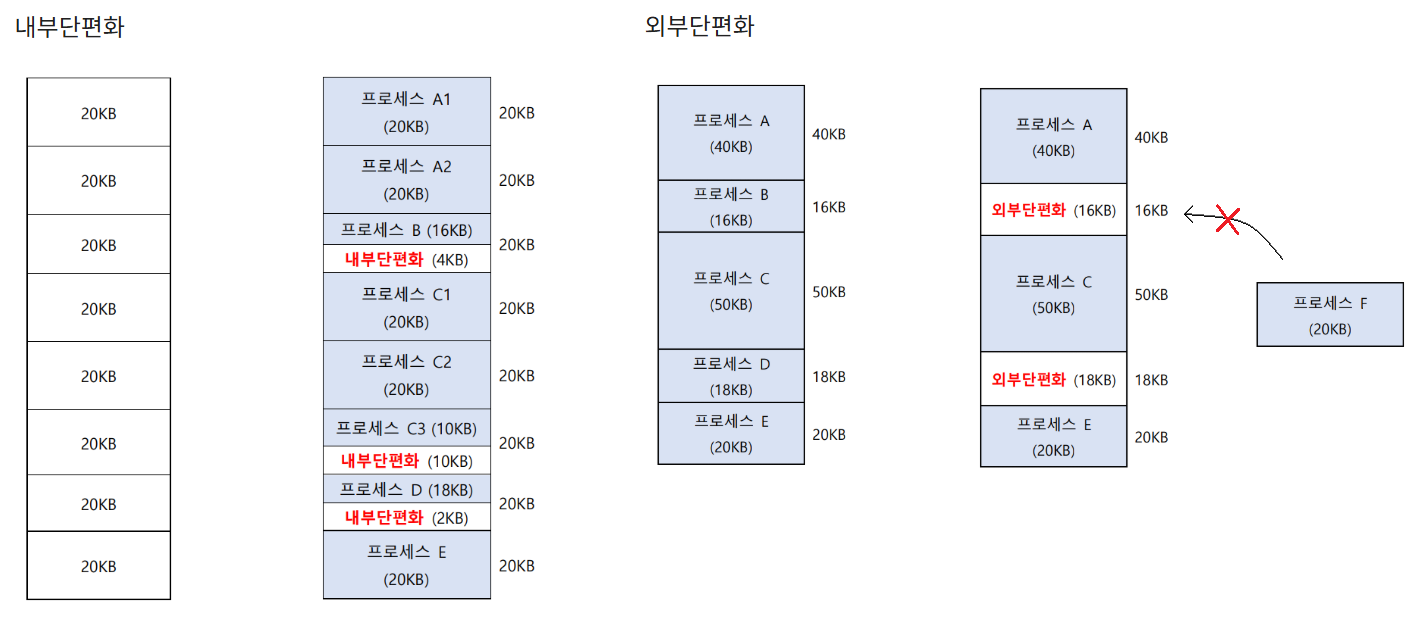 내부단편화
20KB
20KB
20KB
20KB
20KB
20KB
20KB
20KB
프로세스 A1
(20KB)
20KB
프로세스 A2
(20KB)
20KB
프로세스 B (16KB)
내부단편화 (4KB)
20KB
프로세스 C1
(20KB)
20KB
프로세스 C2
(20KB)
20KB
프로세스 C3 (10KB)
내부단편화 (10KB)
20KB
프로세스 D (18KB)
내부단편화 (2KB)
20KB
프로세스 E
(20KB)
20KB
외부단편화
프로세스 A
(40KB)
40KB
프로세스 B
(16KB)
16KB
프로세스 C
(50KB)
50KB
프로세스 D
(18KB)
18KB
프로세스 E
(20KB)
20KB
프로세스 A
(40KB)
40KB
외부단편화 (16KB)
16KB
프로세스 C
(50KB)
50KB
외부단편화 (18KB)
18KB
프로세스 E
(20KB)
20KB
프로세스 F
(20KB)